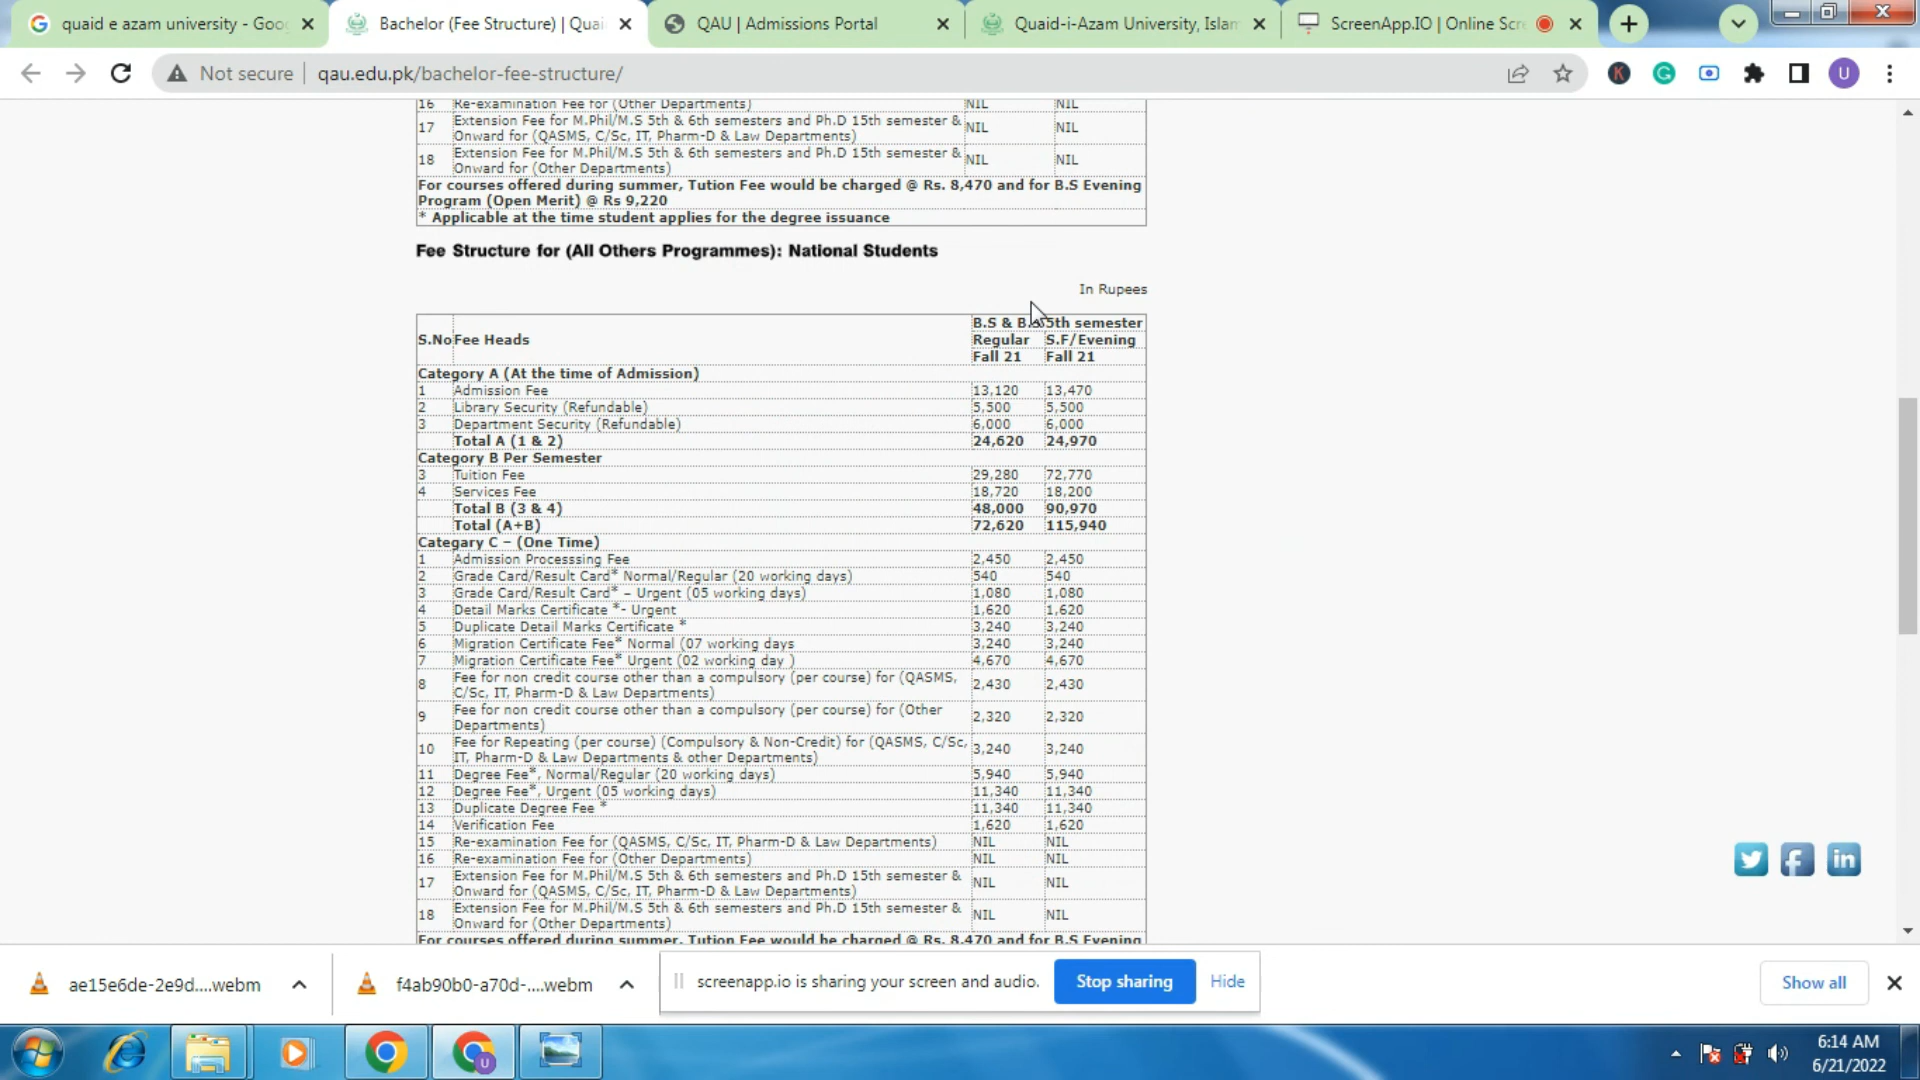 quaid e azam university - Goo
Bachelor (Fee Structure) | Quai
QAU | Admissions Portal
Quaid-i-Azam University, Islam
ScreenApp.IO | Online Scre
Not secure
qau.edu.pk/bachelor-fee-structure/
K
G
U
16 Re-examination Fee for (Other Departments) NIL NIL
17 Extension Fee for M.Phil/M.S 5th & 6th semesters and Ph.D 15th semester &
Onward for (QASMS, C/Sc, IT, Pharm-D & Law Departments) NIL NIL
18 Extension Fee for M.Phil/M.S 5th & 6th semesters and Ph.D 15th semester &
Onward for (Other Departments) NIL NIL
For courses offered during summer, Tution Fee would be charged @ Rs. 8,470 and for B.S Evening
Program (Open Merit) @ Rs 9,220
* Applicable at the time student applies for the degree issuance
Fee Structure for (All Others Programmes): National Students
In Rupees
B.S & B.S 5th semester
S.No Fee Heads Regular S.F/Evening
Fall 21 Fall 21
Category A (At the time of Admission)
1 Admission Fee 13,120 13,470
2 Library Security (Refundable) 5,500 5,500
3 Department Security (Refundable) 6,000 6,000
Total A (1 & 2) 24,620 24,970
Category B Per Semester
3 Tuition Fee 29,280 72,770
4 Services Fee 18,720 18,200
Total B (3 & 4) 48,000 90,970
Total (A+B) 72,620 115,940
Categary C – (One Time)
1 Admission Processsing Fee 2,450 2,450
2 Grade Card/Result Card* Normal/Regular (20 working days) 540 540
3 Grade Card/Result Card* – Urgent (05 working days) 1,080 1,080
4 Detail Marks Certificate *- Urgent 1,620 1,620
5 Duplicate Detail Marks Certificate * 3,240 3,240
6 Migration Certificate Fee* Normal (07 working days 3,240 3,240
7 Migration Certificate Fee* Urgent (02 working day ) 4,670 4,670
8 Fee for non credit course other than a compulsory (per course) for (QASMS,
C/Sc, IT, Pharm-D & Law Departments) 2,430 2,430
9 Fee for non credit course other than a compulsory (per course) for (Other
Departments) 2,320 2,320
10 Fee for Repeating (per course) (Compulsory & Non-Credit) for (QASMS, C/Sc,
IT, Pharm-D & Law Departments & other Departments) 3,240 3,240
11 Degree Fee*, Normal/Regular (20 working days) 5,940 5,940
12 Degree Fee*, Urgent (05 working days) 11,340 11,340
13 Duplicate Degree Fee * 11,340 11,340
14 Verification Fee 1,620 1,620
15 Re-examination Fee for (QASMS, C/Sc, IT, Pharm-D & Law Departments) NIL NIL
16 Re-examination Fee for (Other Departments) NIL NIL
17 Extension Fee for M.Phil/M.S 5th & 6th semesters and Ph.D 15th semester &
Onward for (QASMS, C/Sc, IT, Pharm-D & Law Departments) NIL NIL
18 Extension Fee for M.Phil/M.S 5th & 6th semesters and Ph.D 15th semester &
Onward for (Other Departments) NIL NIL
For courses offered during summer, Tution Fee would be charged @ Rs. 8,470 and for B.S Evening
ae15e6de-2e9d....webm
f4ab90b0-a70d-....webm
screenapp.io is sharing your screen and audio.
Stop sharing
Hide
Show all
6:14 AM
6/21/2022